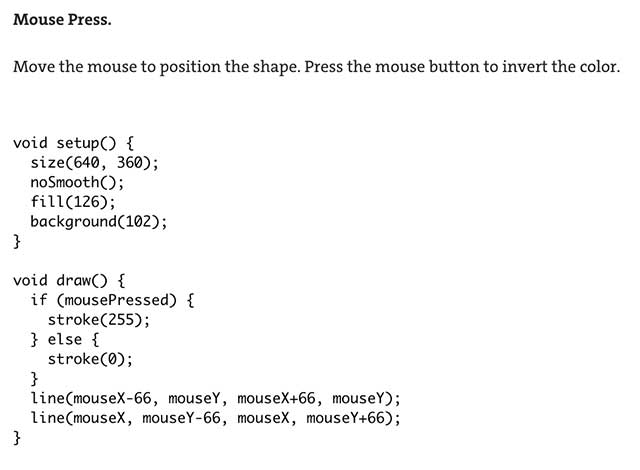 Mouse Press.
Move the mouse to position the shape. Press the mouse button to invert the color.
void setup() {
  size(640, 360);
  noSmooth();
  fill(126);
  background(102);
}
void draw() {
  if (mousePressed) {
    stroke(255);
  } else {
    stroke(0);
  }
  line(mouseX-66, mouseY, mouseX+66, mouseY);
  line(mouseX, mouseY-66, mouseX, mouseY+66);
}